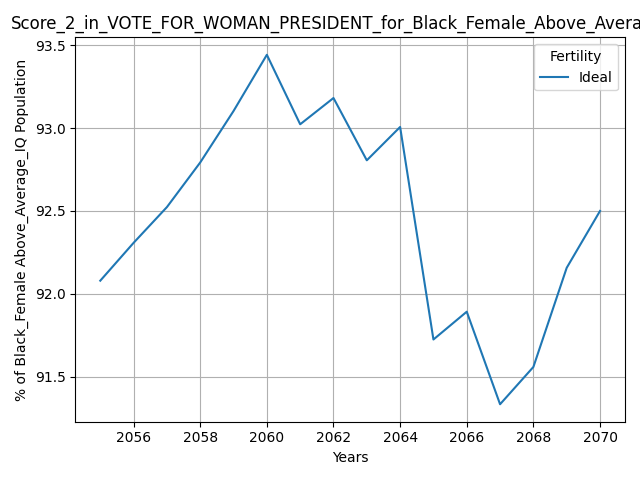 Score_2_in_VOTE_FOR_WOMAN_PRESIDENT_for_Black_Female_Above_Avera
% of Black_Female Above_Average_IQ Population
93.5
93.0
92.5
92.0
91.5
Fertility
Ideal
2056 2058 2060 2062 2064 2066 2068 2070
Years